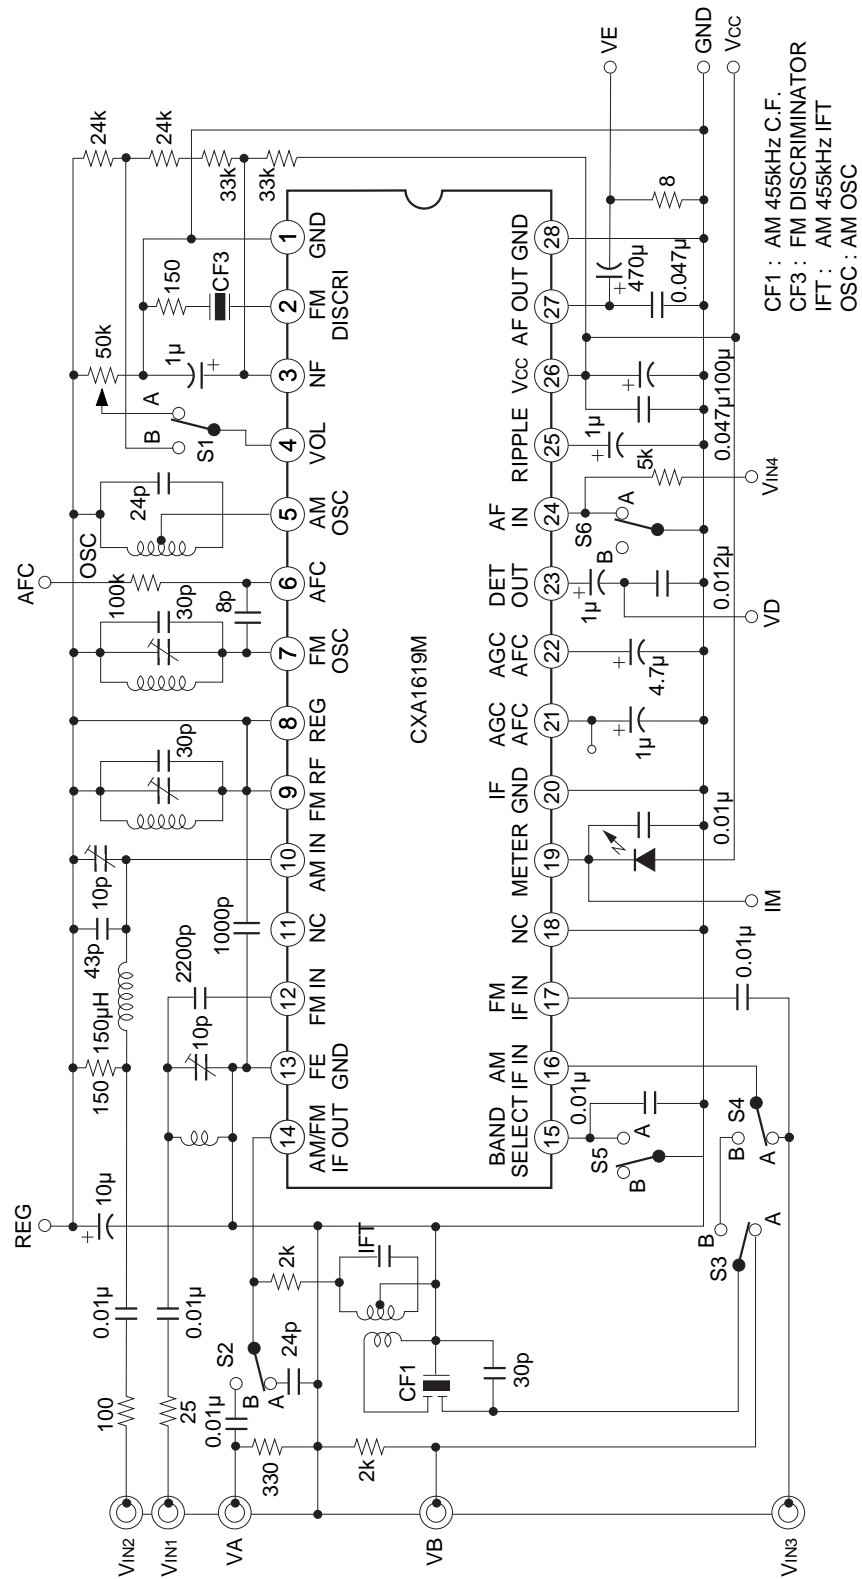 REG
AFC
VE
GND
VCC
VIN2
VIN1
VA
VB
VIN3
100
25
0.01µ
0.01µ
0.01µ
10µ
+
150
150µH
43p
10p
2200p
10p
1000p
30p
30p
8p
100k
OSC
24p
S1
A
B
50k
1µ
+
150
CF3
24k
24k
33k
33k
S2
B
A
24p
330
2k
2k
IFT
CF1
30p
14
AM/FM
IF OUT
13
FE
GND
12
FM IN
11
NC
10
AM IN
9
FM RF
8
REG
7
FM
OSC
6
AFC
5
AM
OSC
4
VOL
3
NF
2
FM
DISCRI
1
GND
CXA1619M
BAND
SELECT
15
AM
IF IN
16
FM
IF IN
17
NC
18
METER
19
IF
GND
20
AGC
AFC
21
AGC
AFC
22
DET
OUT
23
AF
IN
24
RIPPLE
25
VCC
26
AF OUT
27
GND
28
S5
A
B
0.01µ
S3
A
B
S4
A
B
0.01µ
IM
0.01µ
1µ
+
4.7µ
+
1µ
+
0.012µ
VD
S6
A
B
5k
VIN4
1µ
+
0.047µ
100µ
+
470µ
+
0.047µ
8
CF1 : AM 455kHz C.F.
CF3 : FM DISCRIMINATOR
IFT : AM 455kHz IFT
OSC : AM OSC